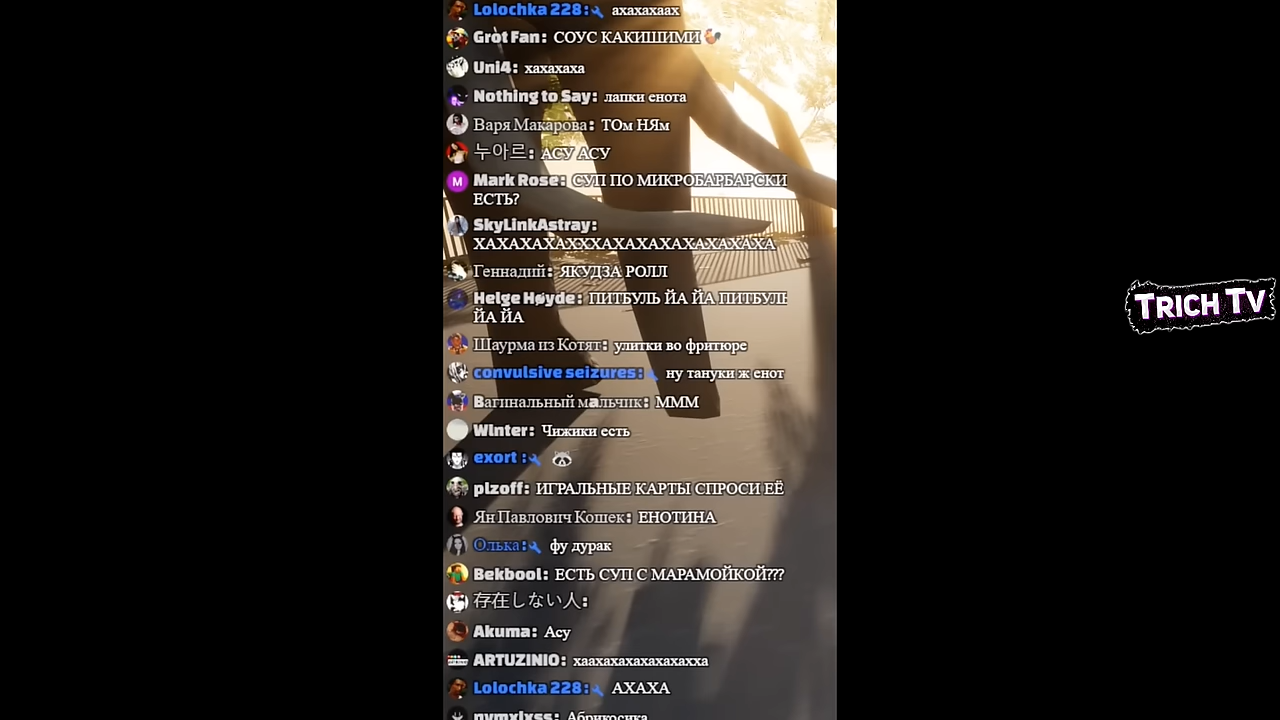 Lolochka 228: ахахахаах
Grot Fan: СОУС КАКИШИМИ
Uni4: хахахаха
Nothing to Say: лапки енота
Варя Макарова: ТОм НЯм
누아르: АСУ АСУ
Mark Rose: СУП ПО МИКРОБАРБАРСКИ
ЕСТЬ?
SkyLinkAstray:
ХАХАХАХАХХХАХАХАХАХАХАХАХА
Геннадий: ЯКУДЗА РОЛЛ
Helge Høyde: ПИТБУЛЬ ЙА ЙА ПИТБУЛЬ
ЙА ЙА
Шаурма из Котят: улитки во фритюре
convulsive seizures: ну тануки ж енот
Вагинальный мальчик: МММ
Winter: Чижики есть
exort :
plzoff: ИГРАЛЬНЫЕ КАРТЫ СПРОСИ ЕЁ
Ян Павлович Кошек: ЕНОТИНА
Олька: фу дурак
Bekbool: ЕСТЬ СУП С МАРАМОЙКОЙ???
存在しない人:
Akuma: Асу
ARTUZINIO: хаахахахахахахахха
Lolochka 228: АХАХА
nymxixss: Абрикосика
M
TRICH TV